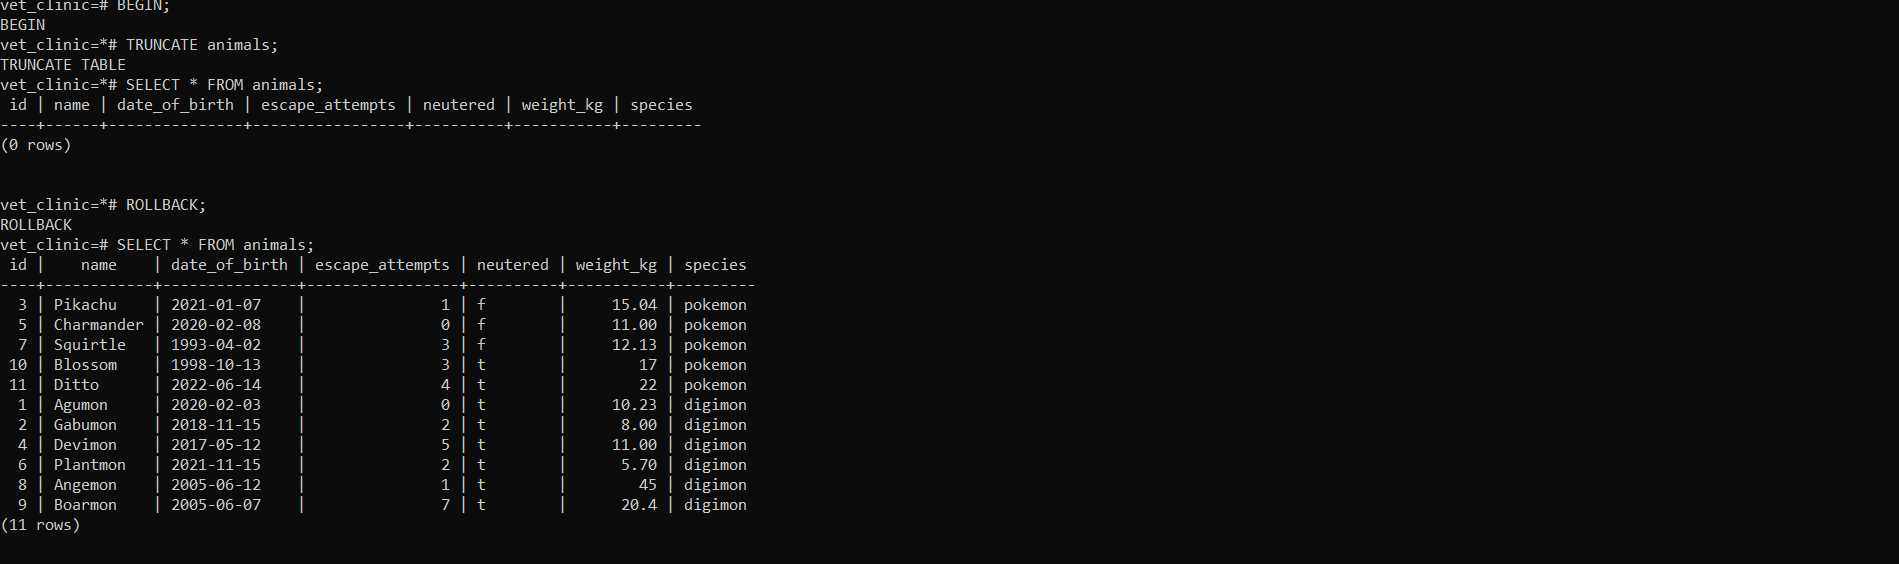 vet_clinic=# BEGIN;
BEGIN
vet_clinic=*# TRUNCATE animals;
TRUNCATE TABLE
vet_clinic=*# SELECT * FROM animals;
 id | name | date_of_birth | escape_attempts | neutered | weight_kg | species
----+------+---------------+-----------------+----------+-----------+---------
(0 rows)


vet_clinic=*# ROLLBACK;
ROLLBACK
vet_clinic=# SELECT * FROM animals;
 id |    name    | date_of_birth | escape_attempts | neutered | weight_kg | species
----+------------+---------------+-----------------+----------+-----------+---------
  3 | Pikachu    | 2021-01-07    |               1 | f        |     15.04 | pokemon
  5 | Charmander | 2020-02-08    |               0 | f        |     11.00 | pokemon
  7 | Squirtle   | 1993-04-02    |               3 | f        |     12.13 | pokemon
 10 | Blossom    | 1998-10-13    |               3 | t        |        17 | pokemon
 11 | Ditto      | 2022-06-14    |               4 | t        |        22 | pokemon
  1 | Agumon     | 2020-02-03    |               0 | t        |     10.23 | digimon
  2 | Gabumon    | 2018-11-15    |               2 | t        |      8.00 | digimon
  4 | Devimon    | 2017-05-12    |               5 | t        |     11.00 | digimon
  6 | Plantmon   | 2021-11-15    |               2 | t        |      5.70 | digimon
  8 | Angemon    | 2005-06-12    |               1 | t        |        45 | digimon
  9 | Boarmon    | 2005-06-07    |               7 | t        |      20.4 | digimon
(11 rows)